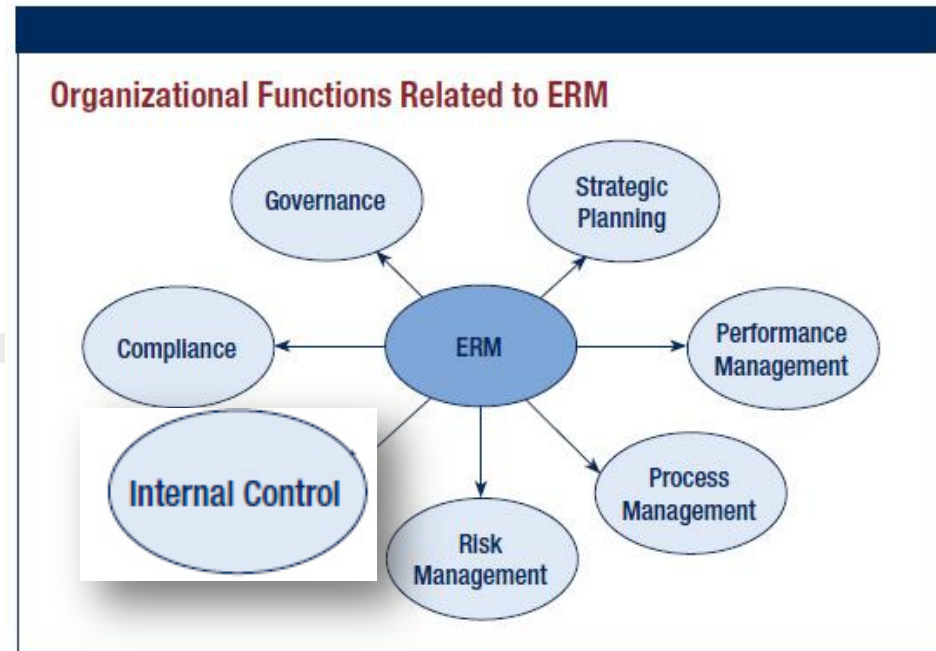 Organizational Functions Related to ERM
Governance
Strategic
Planning
Compliance
ERM
Performance
Management
Internal Control
Process
Management
Risk
Management